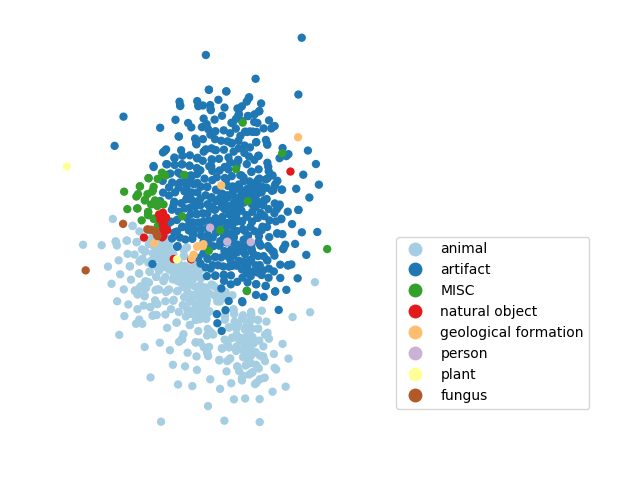 animal
artifact
MISC
natural object
geological formation
person
plant
fungus